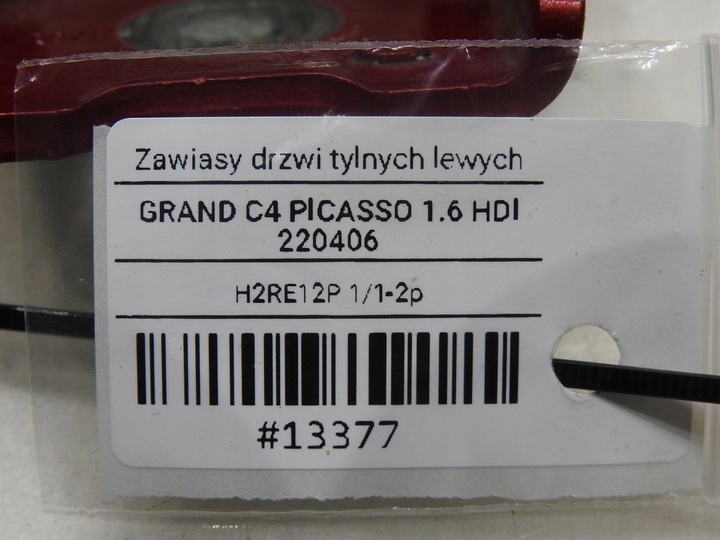 Zawiasy drzwi tylnych lewych
GRAND C4 PICASSO 1.6 HDI
220406
H2RE12P 1/1-2p
#13377